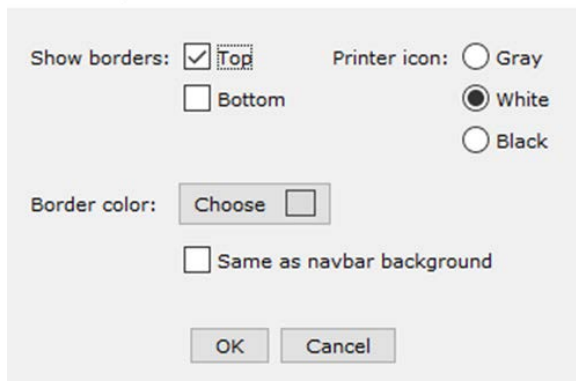 Show borders: Top Printer icon: Gray
Bottom White
Black
Border color: Choose
Same as navbar background
OK Cancel